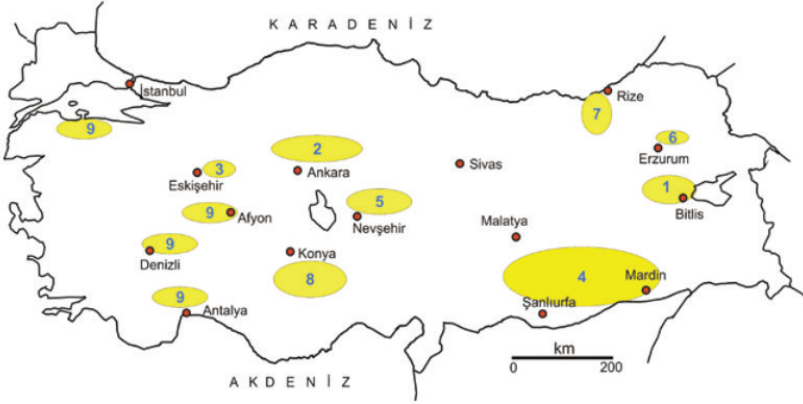 KARADENİZ
İstanbul
Rize
9
7
2
6
Erzurum
3
Ankara
Sivas
Eskişehir
1
5
Bitlis
9
Afyon
Nevşehir
Malatya
9
Konya
Denizli
8
4
Mardin
9
Antalya
Şanlıurfa
km
0 200
AKDENİZ